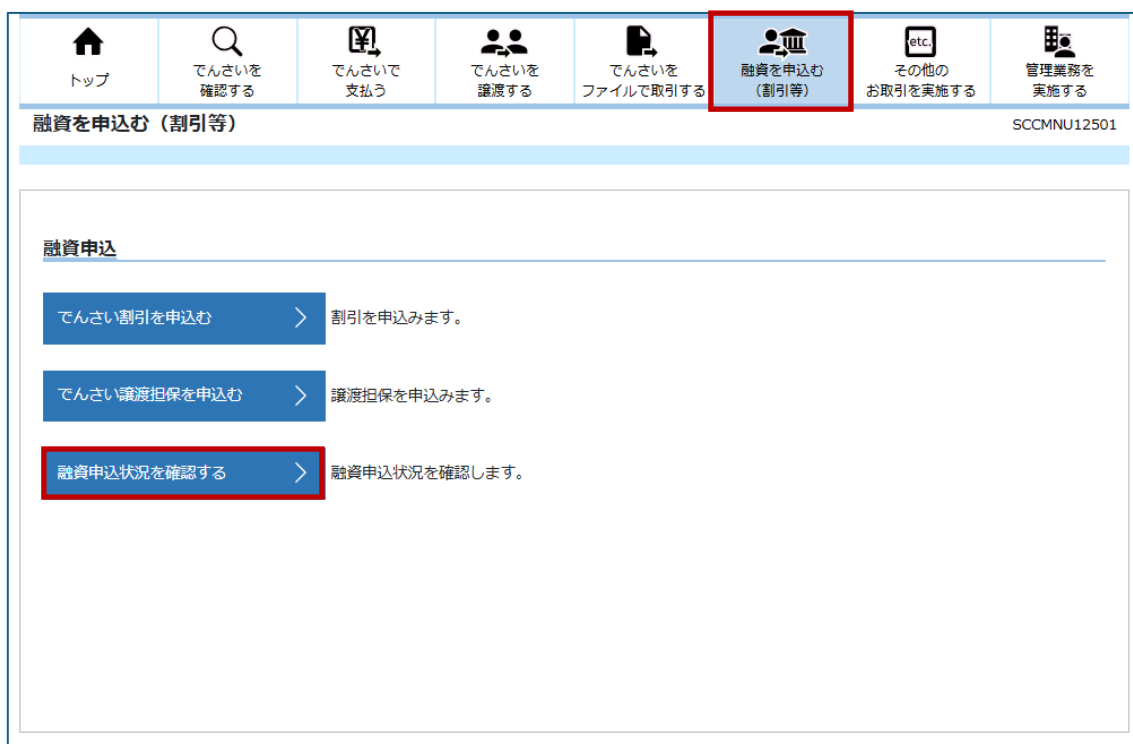 トップ
でんさいを
確認する
でんさいで
支払う
でんさいを
譲渡する
でんさいを
ファイルで取引する
融資を申込む
(割引等)
etc.
その他の
お取引を実施する
管理業務を
実施する
融資を申込む（割引等）
SCCMNU12501
融資申込
でんさい割引を申込む
割引を申込みます。
でんさい譲渡担保を申込む
譲渡担保を申込みます。
融資申込状況を確認する
融資申込状況を確認します。